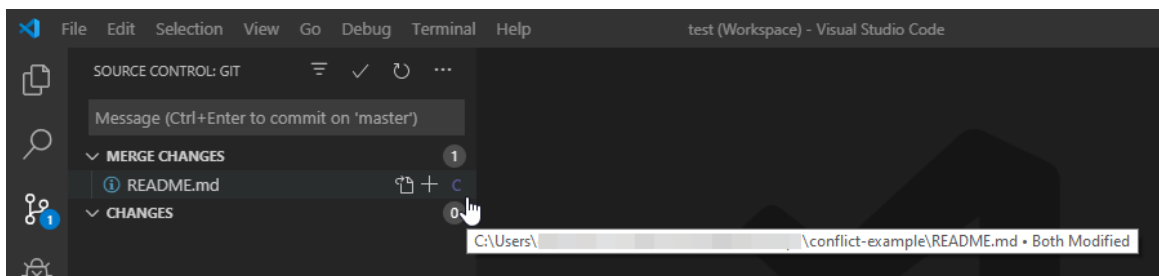 File Edit Selection View Go Debug Terminal Help test (Workspace) - Visual Studio Code
SOURCE CONTROL: GIT
Message (Ctrl+Enter to commit on 'master')
MERGE CHANGES 1
README.md C
1
CHANGES 0
C:\Users\ \conflict-example\README.md • Both Modified